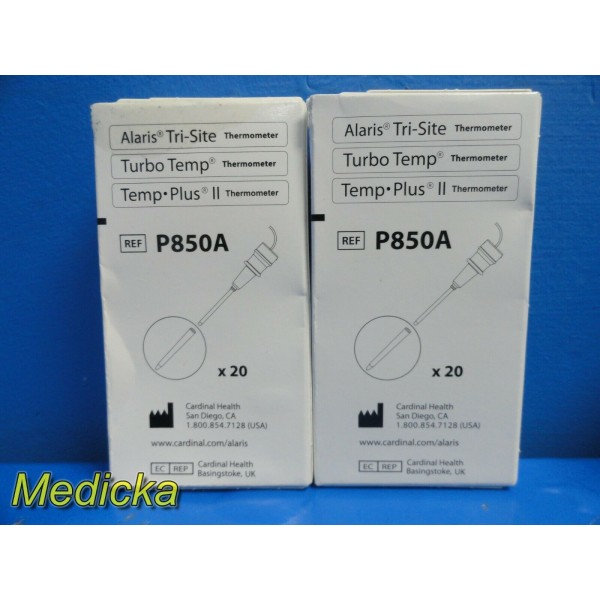 Alaris® Tri-Site Thermometer
Turbo Temp® Thermometer
Temp•Plus® II Thermometer
REF P850A
x 20
Cardinal Health
San Diego, CA
1.800.854.7128 (USA)
www.cardinal.com/alaris
EC REP Cardinal Health
Basingstoke, UK
Alaris® Tri-Site Thermometer
Turbo Temp® Thermometer
Temp•Plus® II Thermometer
REF P850A
x 20
Cardinal Health
San Diego, CA
1.800.854.7128 (USA)
www.cardinal.com/alaris
EC REP Cardinal Health
Basingstoke, UK
Medicka